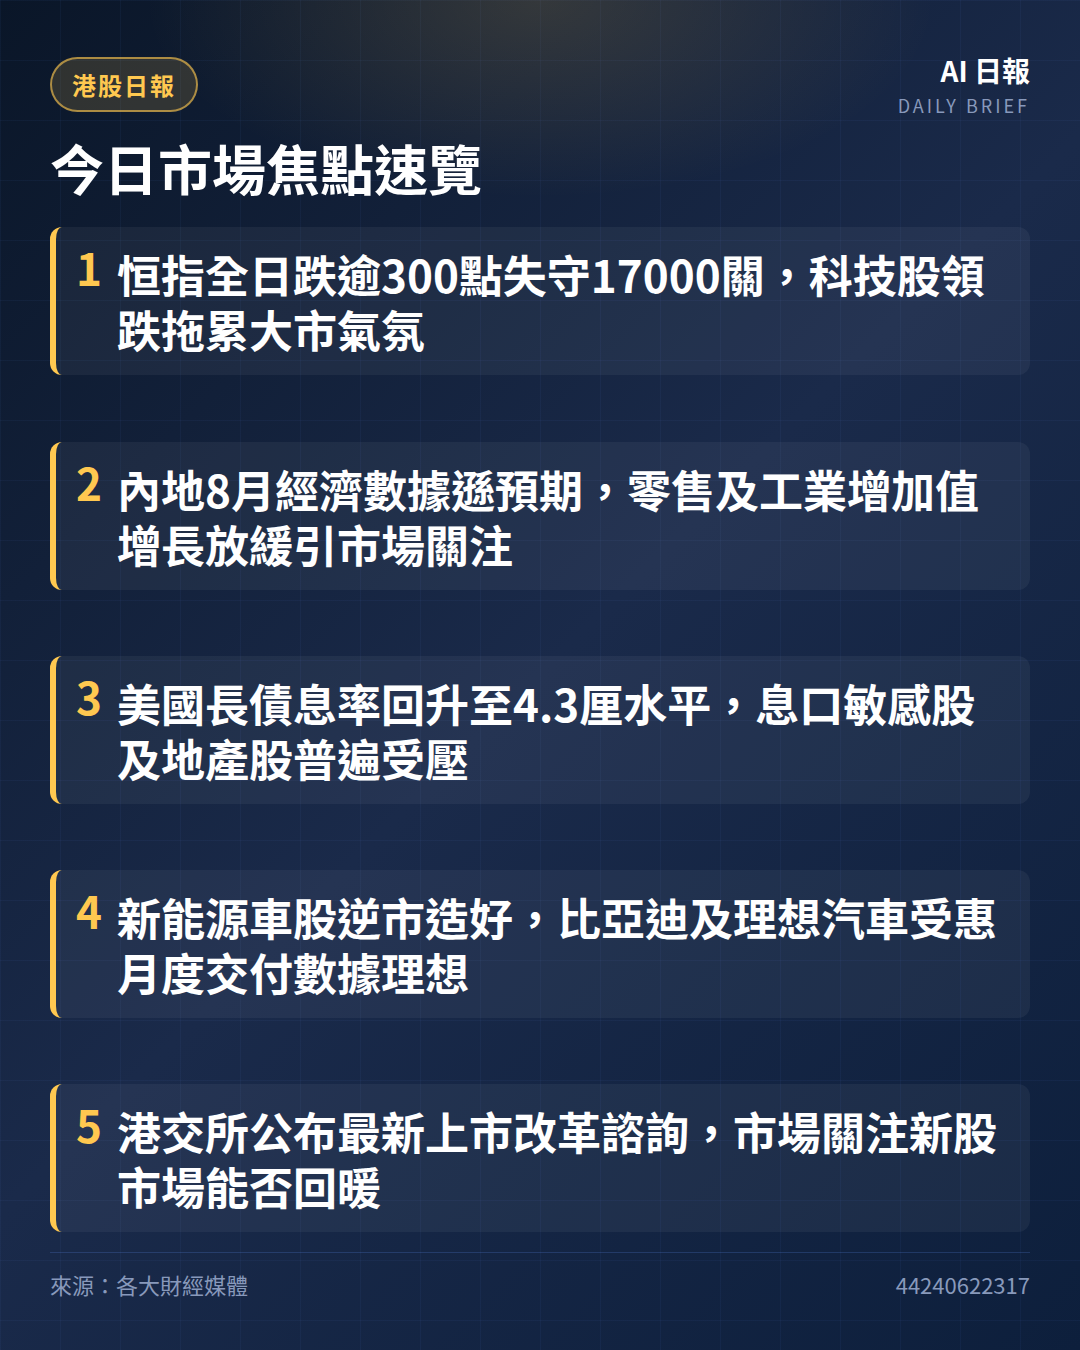 港股日報
AI 日報
DAILY BRIEF
今日市場焦點速覽
1 恒指全日跌逾300點失守17000關，科技股領
跌拖累大市氣氛
2 內地8月經濟數據遜預期，零售及工業增加值
增長放緩引市場關注
3 美國長債息率回升至4.3厘水平，息口敏感股
及地產股普遍受壓
4 新能源車股逆市造好，比亞迪及理想汽車受惠
月度交付數據理想
5 港交所公布最新上市改革諮詢，市場關注新股
市場能否回暖
來源：各大財經媒體
44240622317